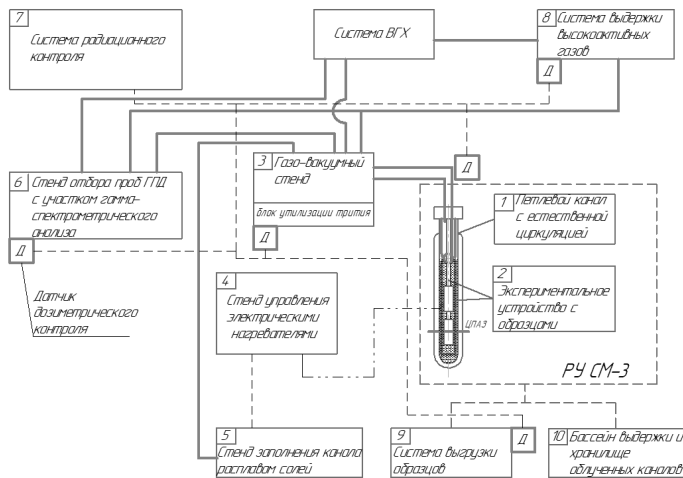 7
Система радиационного
контроля
Система ВГХ
8
Система выдержки
высокоактивных
газов
Д
6
Стенд отбора проб ГПД
с участком гамма-
спектрометрического
анализа
Д
3
Газо-вакуумный
стенд
блок утилизации трития
Д
Д
1
Петлевой канал
с естественной
циркуляцией
2
Экспериментальное
устройство с
образцами
ЦПАЗ
РУ СМ-3
Датчик
дозиметрического
контроля
4
Стенд управления
электрическими
нагревателями
5
Стенд заполнения канала
расплавом солей
9
Система выгрузки
образцов
Д
10
Бассейн выдержки и
хранилище
облученных каналов